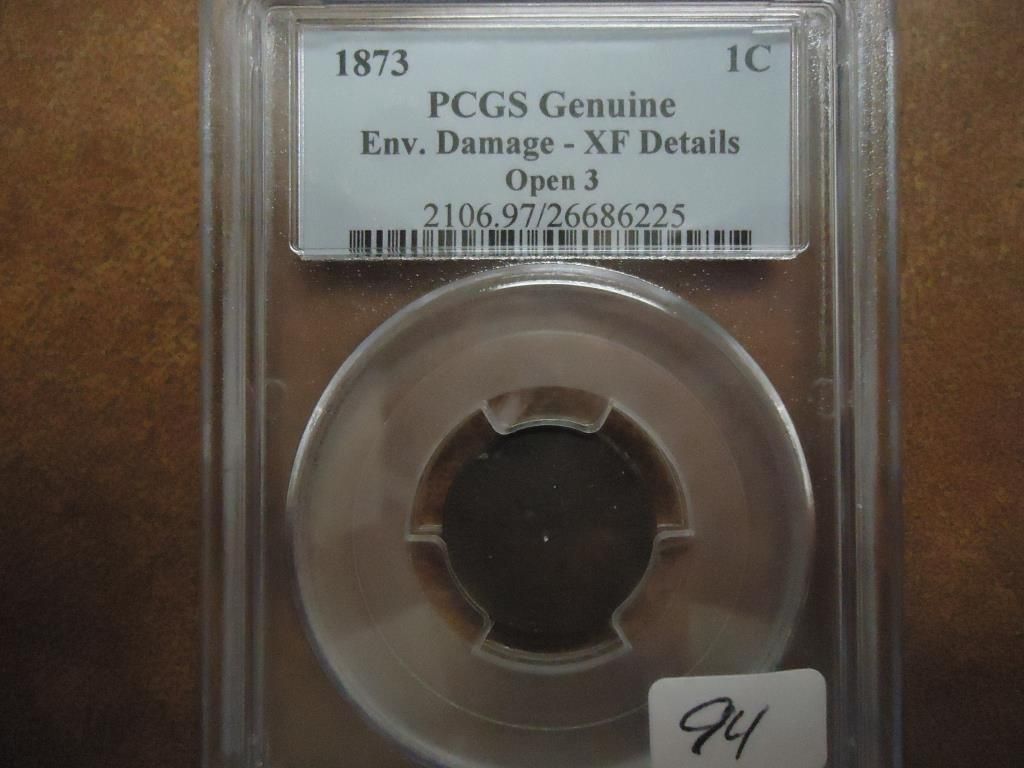 1873 1C
PCGS Genuine
Env. Damage - XF Details
Open 3
2106.97/26686225
94